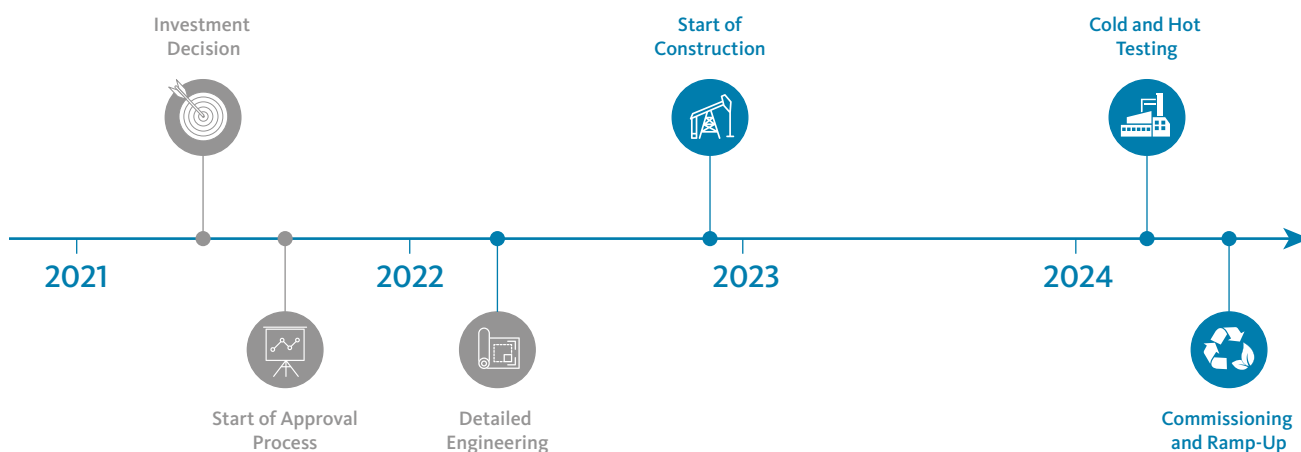 Investment
Decision
Start of
Construction
Cold and Hot
Testing
2021
2022
2023
2024
Start of Approval
Process
Detailed
Engineering
Commissioning
and Ramp-Up